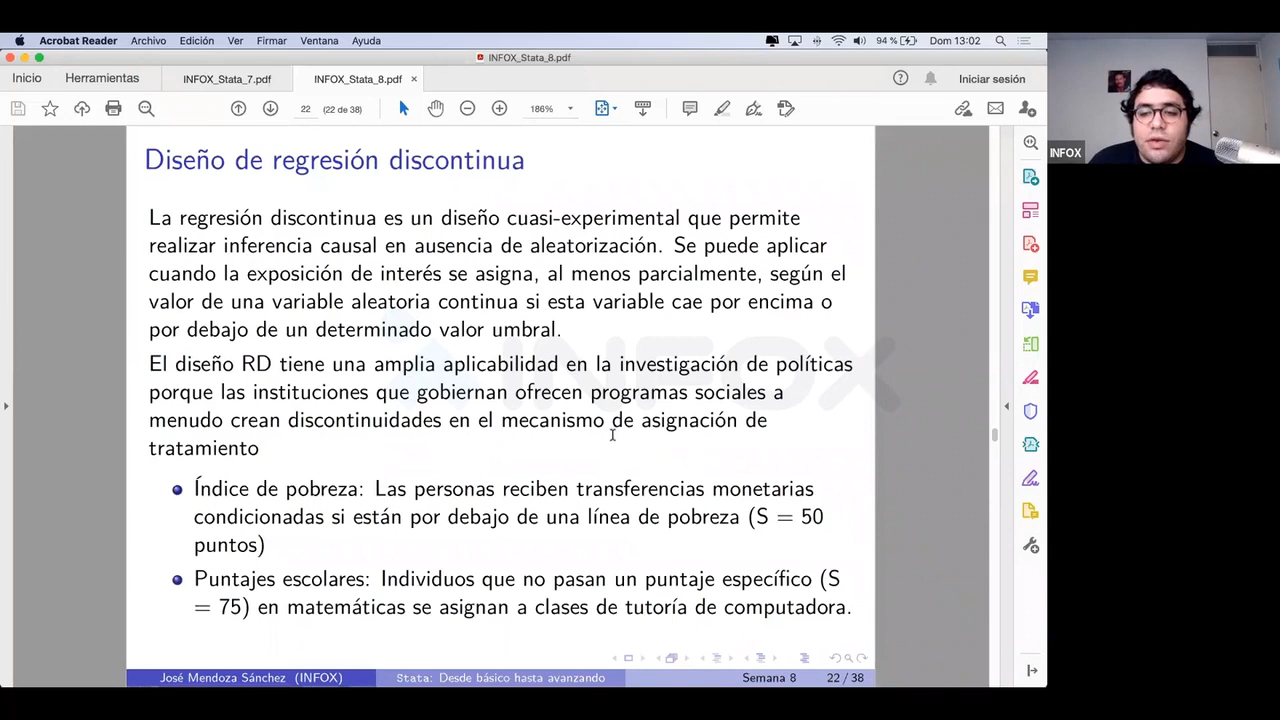 Acrobat Reader Archivo Edición Ver Firmar Ventana Ayuda 94 % Dom 13:02
INFOX_Stata_8.pdf
Inicio Herramientas INFOX_Stata_7.pdf INFOX_Stata_8.pdf × Iniciar sesión
22 (22 de 38) 186%
Diseño de regresión discontinua
La regresión discontinua es un diseño cuasi-experimental que permite
realizar inferencia causal en ausencia de aleatorización. Se puede aplicar
cuando la exposición de interés se asigna, al menos parcialmente, según el
valor de una variable aleatoria continua si esta variable cae por encima o
por debajo de un determinado valor umbral.
El diseño RD tiene una amplia aplicabilidad en la investigación de políticas
porque las instituciones que gobiernan ofrecen programas sociales a
menudo crean discontinuidades en el mecanismo de asignación de
tratamiento
Índice de pobreza: Las personas reciben transferencias monetarias
condicionadas si están por debajo de una línea de pobreza (S = 50
puntos)
Puntajes escolares: Individuos que no pasan un puntaje específico (S
= 75) en matemáticas se asignan a clases de tutoría de computadora.
José Mendoza Sánchez (INFOX) Stata: Desde básico hasta avanzando Semana 8 22 / 38
INFOX
INFOX